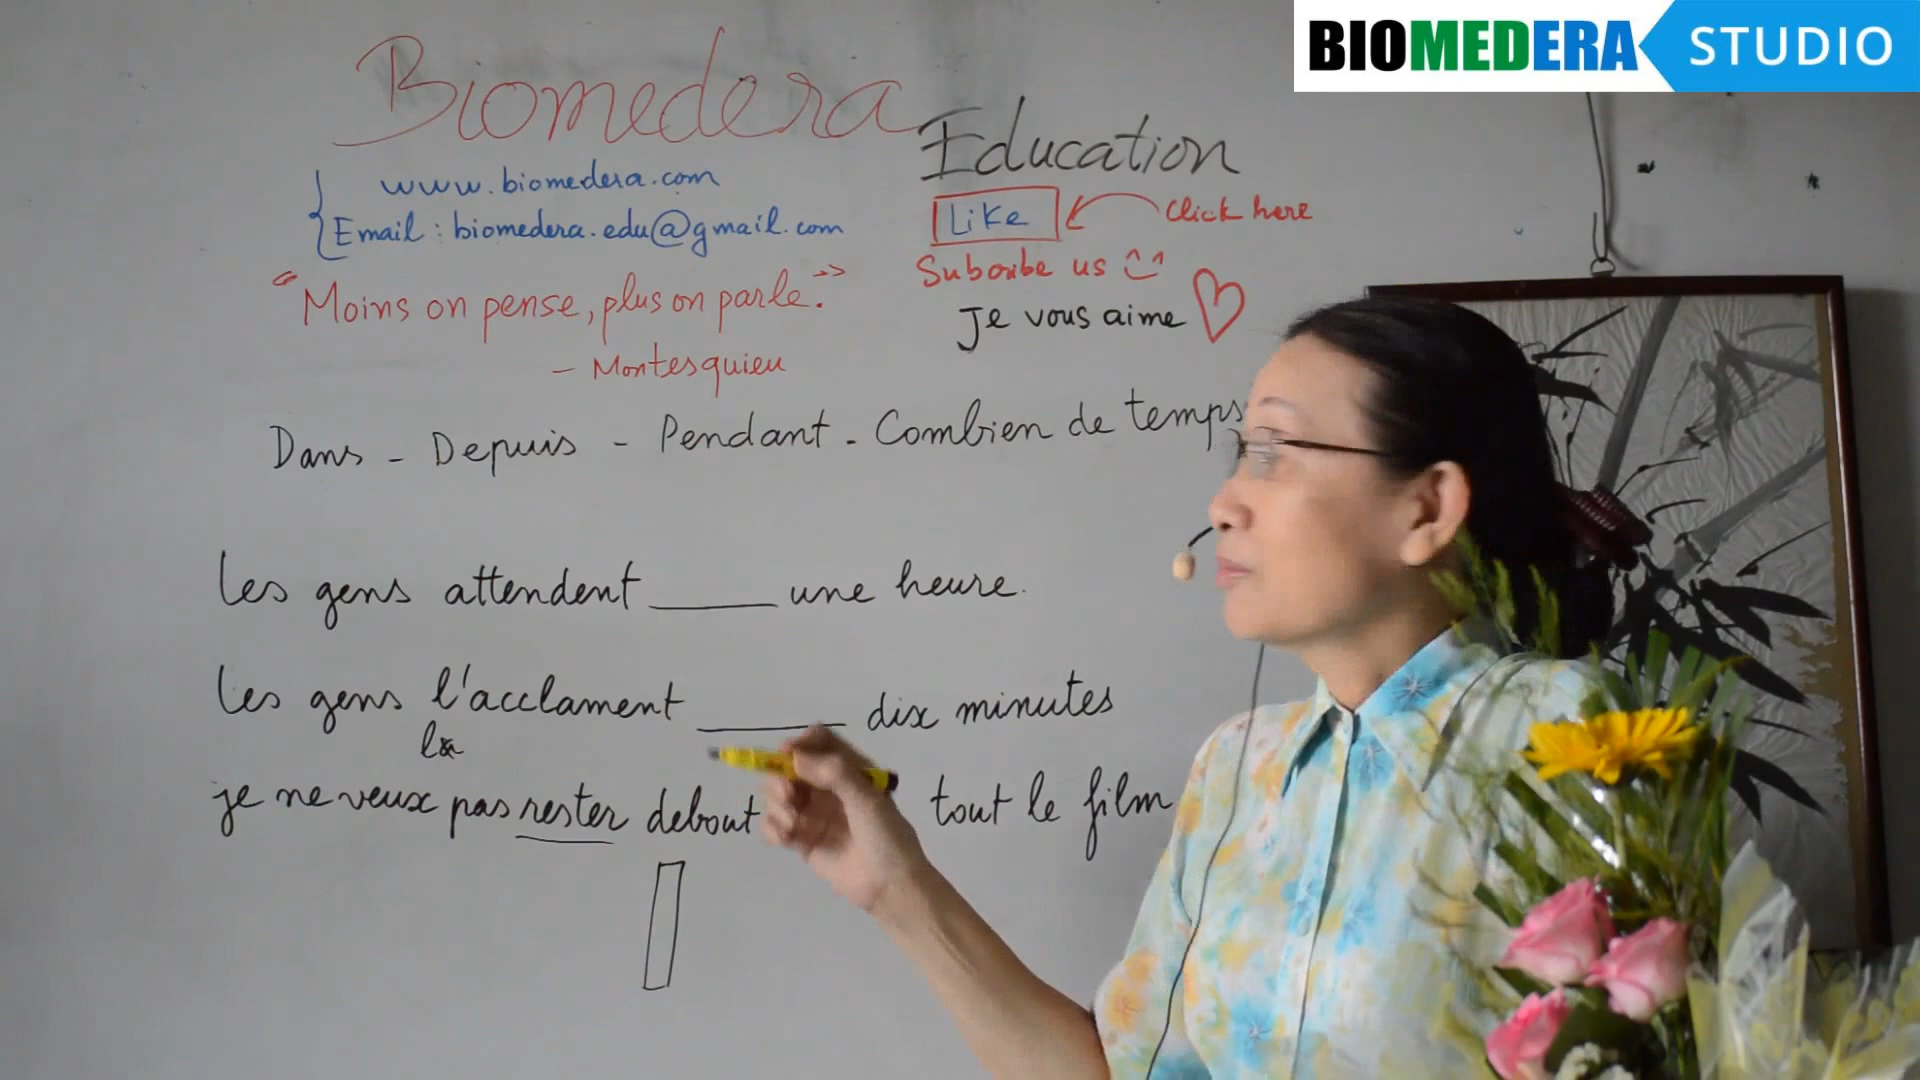 BIOMEDERA STUDIO
Biomedera
Education
www.biomedera.com
Email : biomedera.edu@gmail.com
Like
Click here
Subcribe us
"Moins on pense, plus on parle."
- Montesquieu
Je vous aime
Dans - Depuis - Pendant - Combien de temps
Les gens attendent ____ une heure.
Les gens l'acclament ____ dix minutes
la
je ne veux pas rester debout tout le film